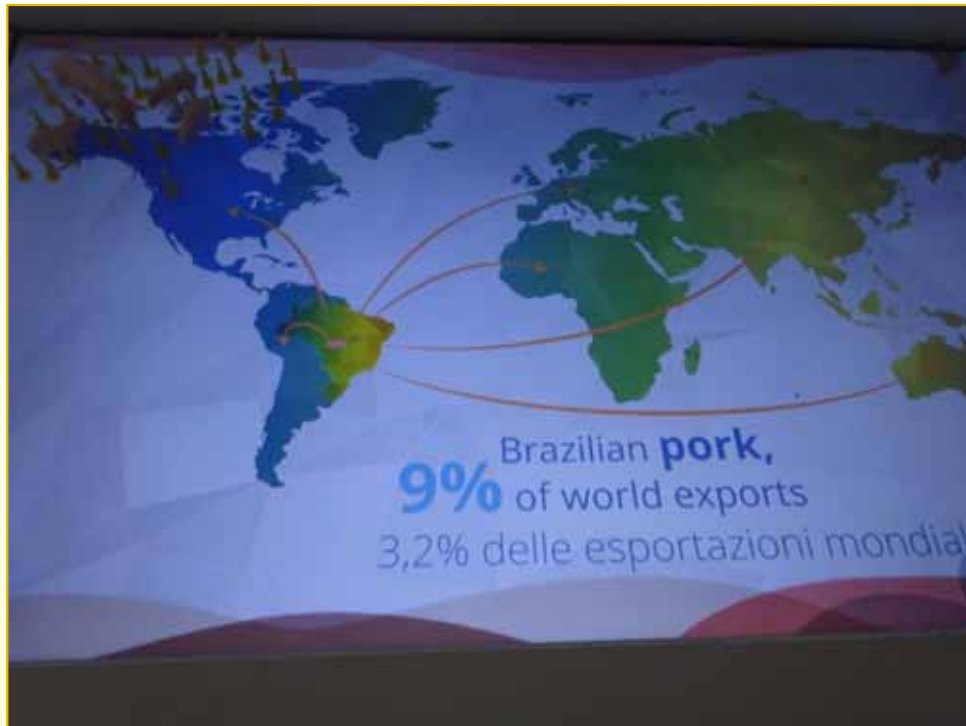 Brazilian pork,
9% of world exports
3,2% delle esportazioni mondial